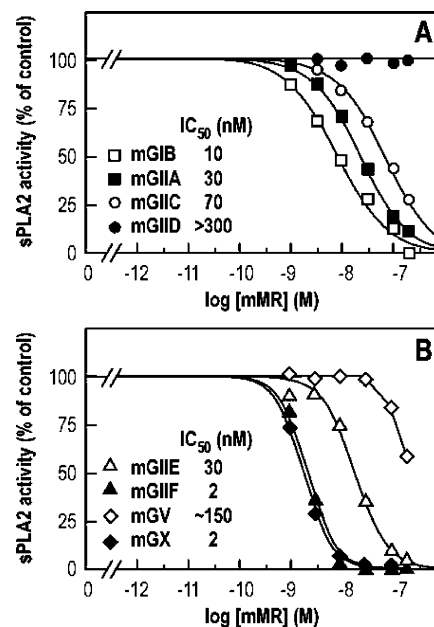 A
sPLA2 activity (% of control)
100
75
50
25
0
IC50 (nM)
mGIB 10
mGIIA 30
mGIIC 70
mGIID >300
0 -12 -11 -10 -9 -8 -7
log [mMR] (M)
B
sPLA2 activity (% of control)
100
75
50
25
0
IC50 (nM)
mGIIE 30
mGIIF 2
mGV ~150
mGX 2
0 -12 -11 -10 -9 -8 -7
log [mMR] (M)